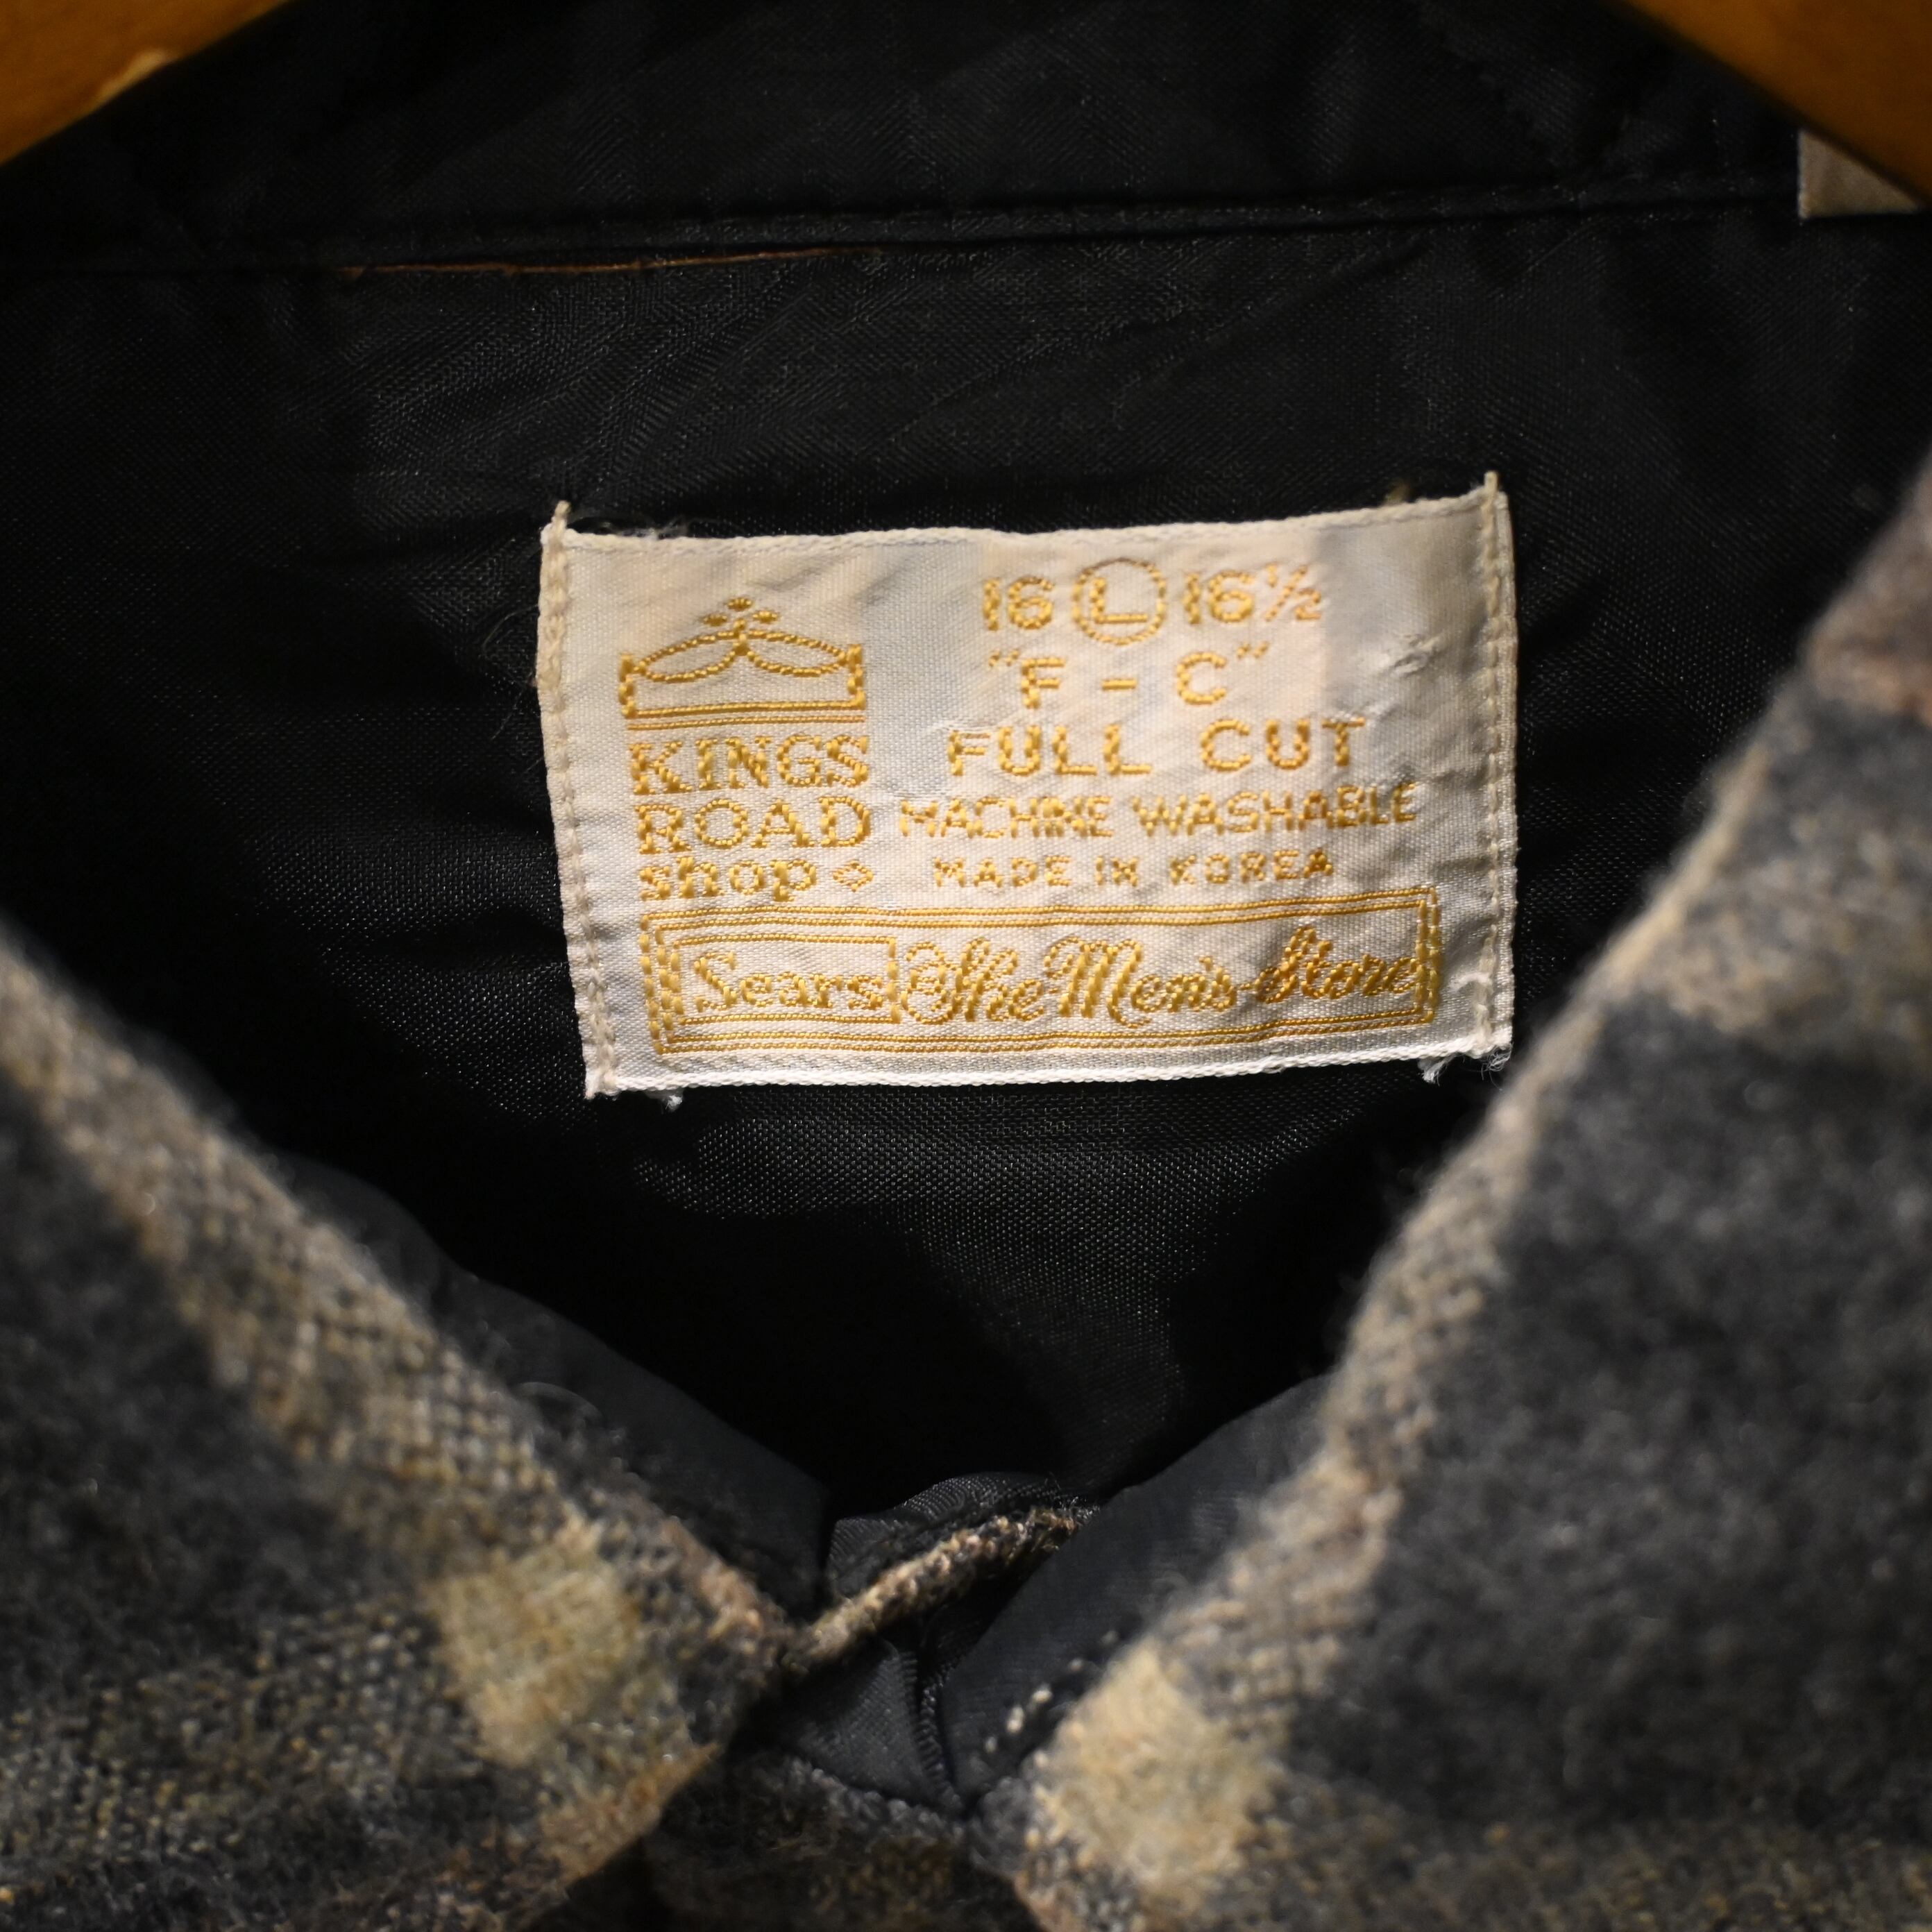 16 L 16½
"F - C"
FULL CUT
MACHINE WASHABLE
MADE IN KOREA
KINGS
ROAD
shop
Sears The Men's Store